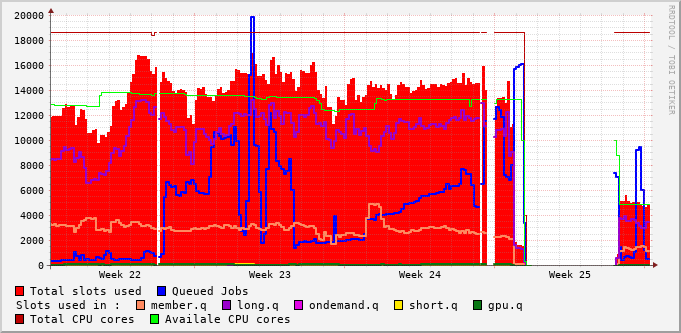 20000
18000
16000
14000
12000
10000
8000
6000
4000
2000
0
Week 22 Week 23 Week 24 Week 25
RRDTOOL / TOBI OETIKER
Total slots used Queued Jobs
Slots used in : member.q long.q ondemand.q short.q gpu.q
Total CPU cores Availale CPU cores